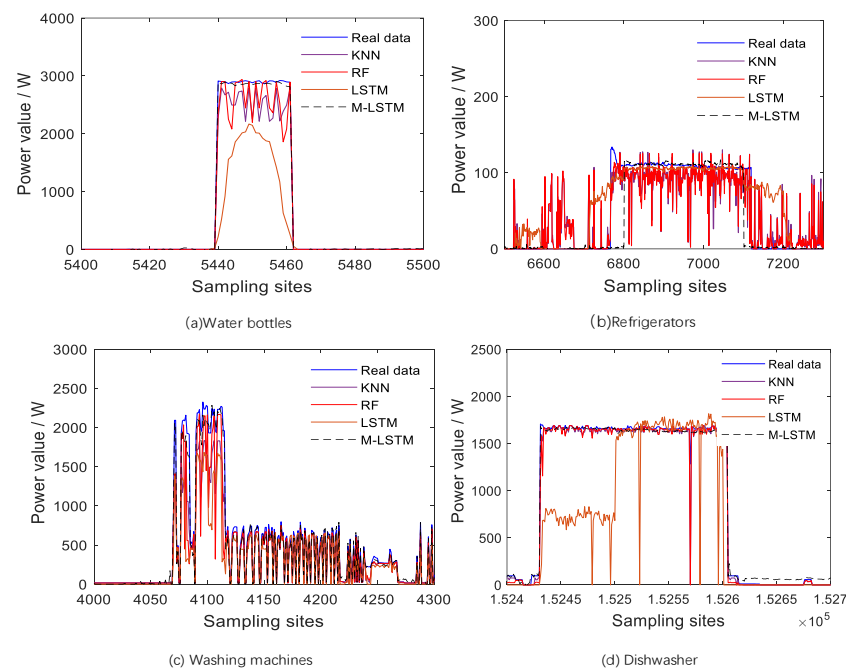 4000
3000
2000
1000
0
Power value / W
Real data
KNN
RF
LSTM
M-LSTM
5400 5420 5440 5460 5480 5500
Sampling sites
(a)Water bottles
300
200
100
0
Power value / W
Real data
KNN
RF
LSTM
M-LSTM
6600 6800 7000 7200
Sampling sites
(b)Refrigerators
3000
2500
2000
1500
1000
500
0
Power value / W
Real data
KNN
RF
LSTM
M-LSTM
4000 4050 4100 4150 4200 4250 4300
Sampling sites
(c) Washing machines
2500
2000
1500
1000
500
0
Power value / W
Real data
KNN
RF
LSTM
M-LSTM
1.524 1.5245 1.525 1.5255 1.526 1.5265 1.527
Sampling sites
×10⁵
(d) Dishwasher